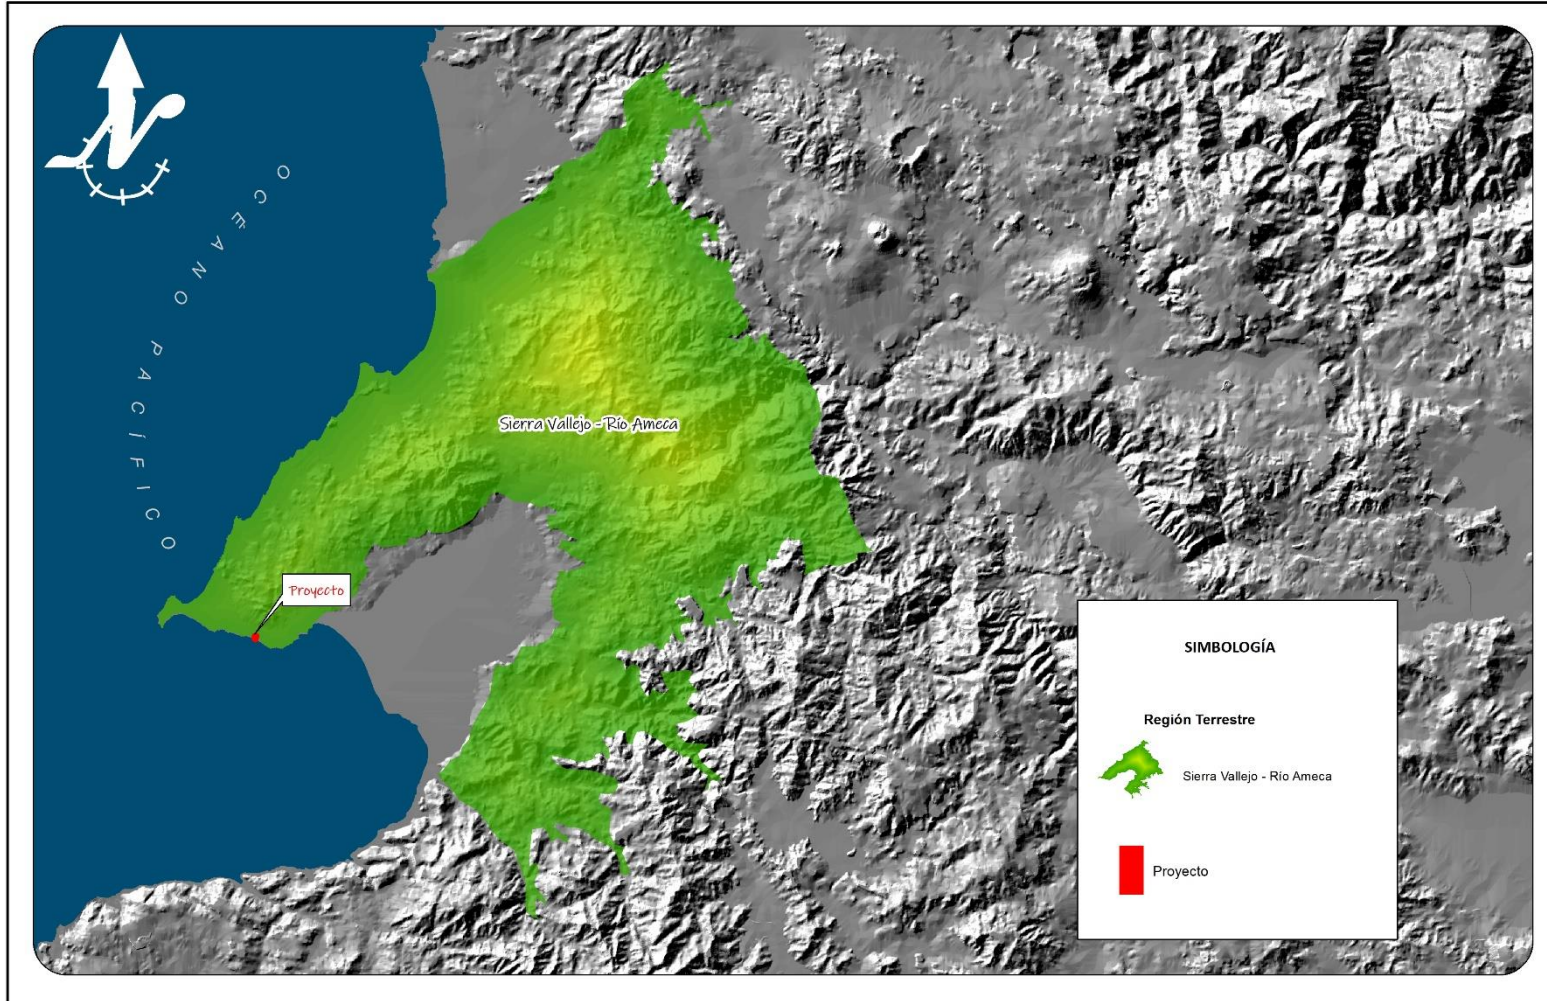 OCÉANO PACÍFICO
Sierra Vallejo - Río Ameca
Proyecto
SIMBOLOGÍA
Región Terrestre
Sierra Vallejo - Río Ameca
Proyecto